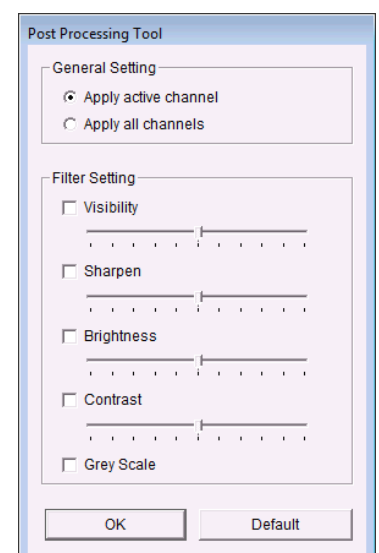 Post Processing Tool
General Setting
Apply active channel
Apply all channels
Filter Setting
Visibility
Sharpen
Brightness
Contrast
Grey Scale
OK Default